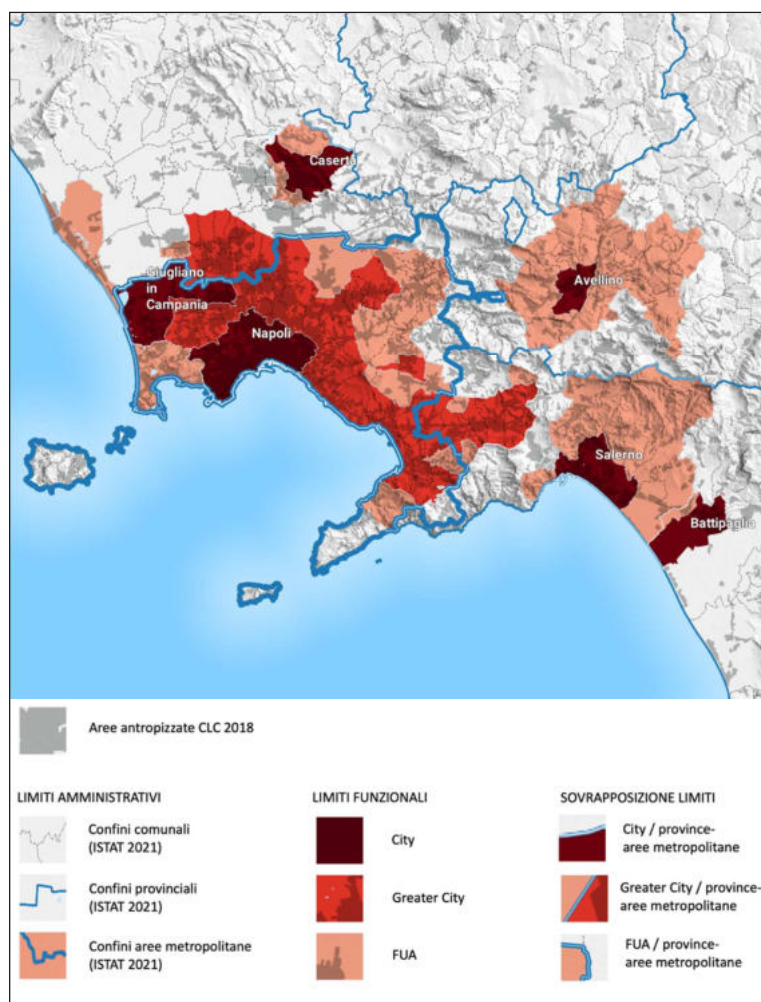 Caserta
Giugliano
in
Campania
Napoli
Avellino
Salerno
Battipaglia
Aree antropizzate CLC 2018
LIMITI AMMINISTRATIVI
Confini comunali
(ISTAT 2021)
Confini provinciali
(ISTAT 2021)
Confini aree metropolitane
(ISTAT 2021)
LIMITI FUNZIONALI
City
Greater City
FUA
SOVRAPPOSIZIONE LIMITI
City / province-
aree metropolitane
Greater City / province-
aree metropolitane
FUA / province-
aree metropolitane